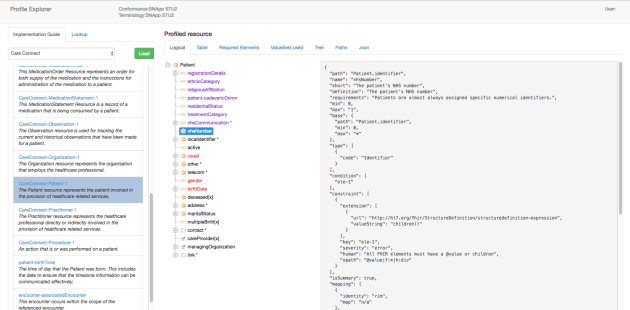 Profile Explorer
Conformance:SNApp STU2
Terminology:SNApp STU2
User:
Implementation Guide
Lookup
Care Connect
Load
CareConnect-MedicationOrder-1
This MedicationOrder Resource represents an order for
both supply of the medication and the instructions for
administration of the medication to a patient.
CareConnect-MedicationStatement-1
This MedicationStatement Resource is a record of a
medication that is being consumed by a patient.
CareConnect-Observation-1
The Observation resource is used for tracking the
current and historical observations that have been made
for a patient.
CareConnect-Organization-1
The Organization resource represents the organisation
that employs the healthcare professional.
CareConnect-Patient-1
The Patient resource represents the patient involved in
the provision of healthcare related services.
CareConnect-Practitioner-1
The Practitioner resource represents the healthcare
professional directly or indirectly involved in the
provision of healthcare related services.
CareConnect-Procedure-1
An action that is or was performed on a patient.
patient-birthTime
The time of day that the Patient was born. This includes
the date to ensure that the timezone information can be
communicated effectively.
encounter-associatedEncounter
This encounter occurs within the scope of the
referenced encounter.
Profiled resource
Logical
Table
Required Elements
ValueSets used
Tree
Paths
Json
Patient
registrationDetails
ethnicCategory
religiousAffiliation
patient-cadavericDonor
residentialStatus
treatmentCategory
nhsCommunication *
nhsNumber
localIdentifier *
active
name
other *
telecom *
gender
birthDate
deceased[x]
address *
maritalStatus
multipleBirth[x]
contact *
careProvider[x]
managingOrganization
link *
{
"path": "Patient.identifier",
"name": "nhsNumber",
"short": "The patient's NHS number",
"definition": "The patient's NHS number",
"requirements": "Patients are almost always assigned specific numerical identifiers.",
"min": 0,
"max": "1",
"base": {
"path": "Patient.identifier",
"min": 0,
"max": "*"
},
"type": [
{
"code": "Identifier"
}
],
"condition": [
"ele-1"
],
"constraint": [
{
"extension": [
{
"url": "http://hl7.org/fhir/StructureDefinition/structuredefinition-expression",
"valueString": "children()"
}
],
"key": "ele-1",
"severity": "error",
"human": "All FHIR elements must have a @value or children",
"xpath": "@value|f:*|h:div"
}
],
"isSummary": true,
"mapping": [
{
"identity": "rim",
"map": "n/a"
},